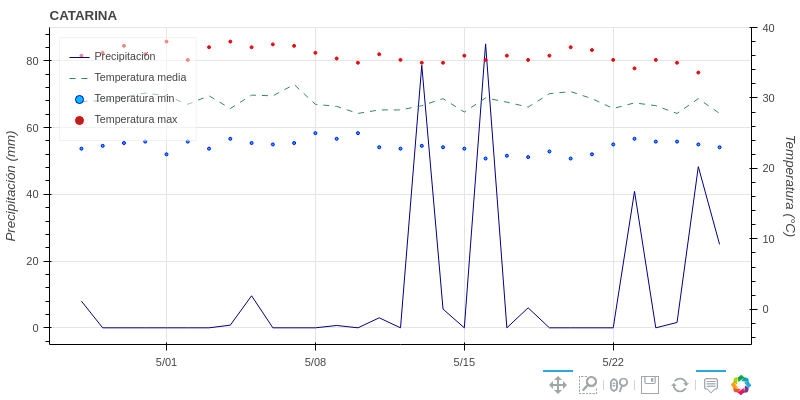 CATARINA
Precipitación
Temperatura media
Temperatura min
Temperatura max
Precipitación (mm)
80
60
40
20
0
Temperatura (°C)
40
30
20
10
0
5/01
5/08
5/15
5/22